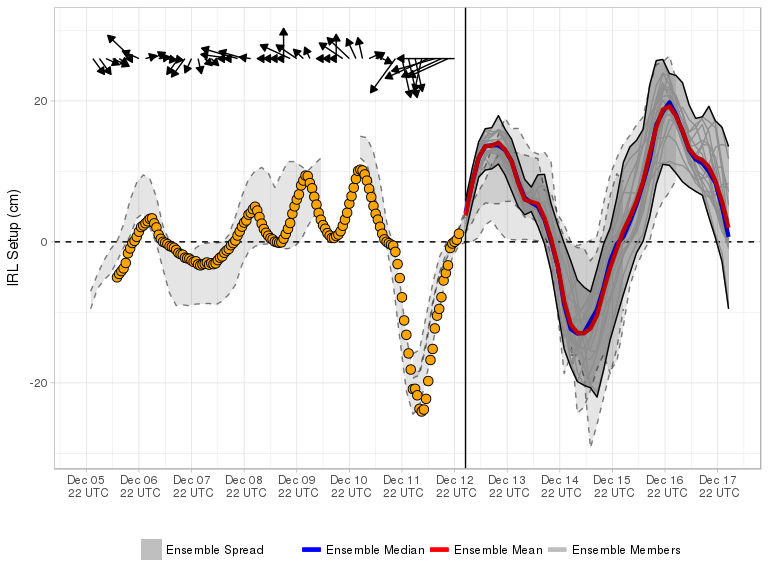 IRL Setup (cm)
20
0
-20
Dec 05 Dec 06 Dec 07 Dec 08 Dec 09 Dec 10 Dec 11 Dec 12 Dec 13 Dec 14 Dec 15 Dec 16 Dec 17
22 UTC 22 UTC 22 UTC 22 UTC 22 UTC 22 UTC 22 UTC 22 UTC 22 UTC 22 UTC 22 UTC 22 UTC 22 UTC
Ensemble Spread Ensemble Median Ensemble Mean Ensemble Members